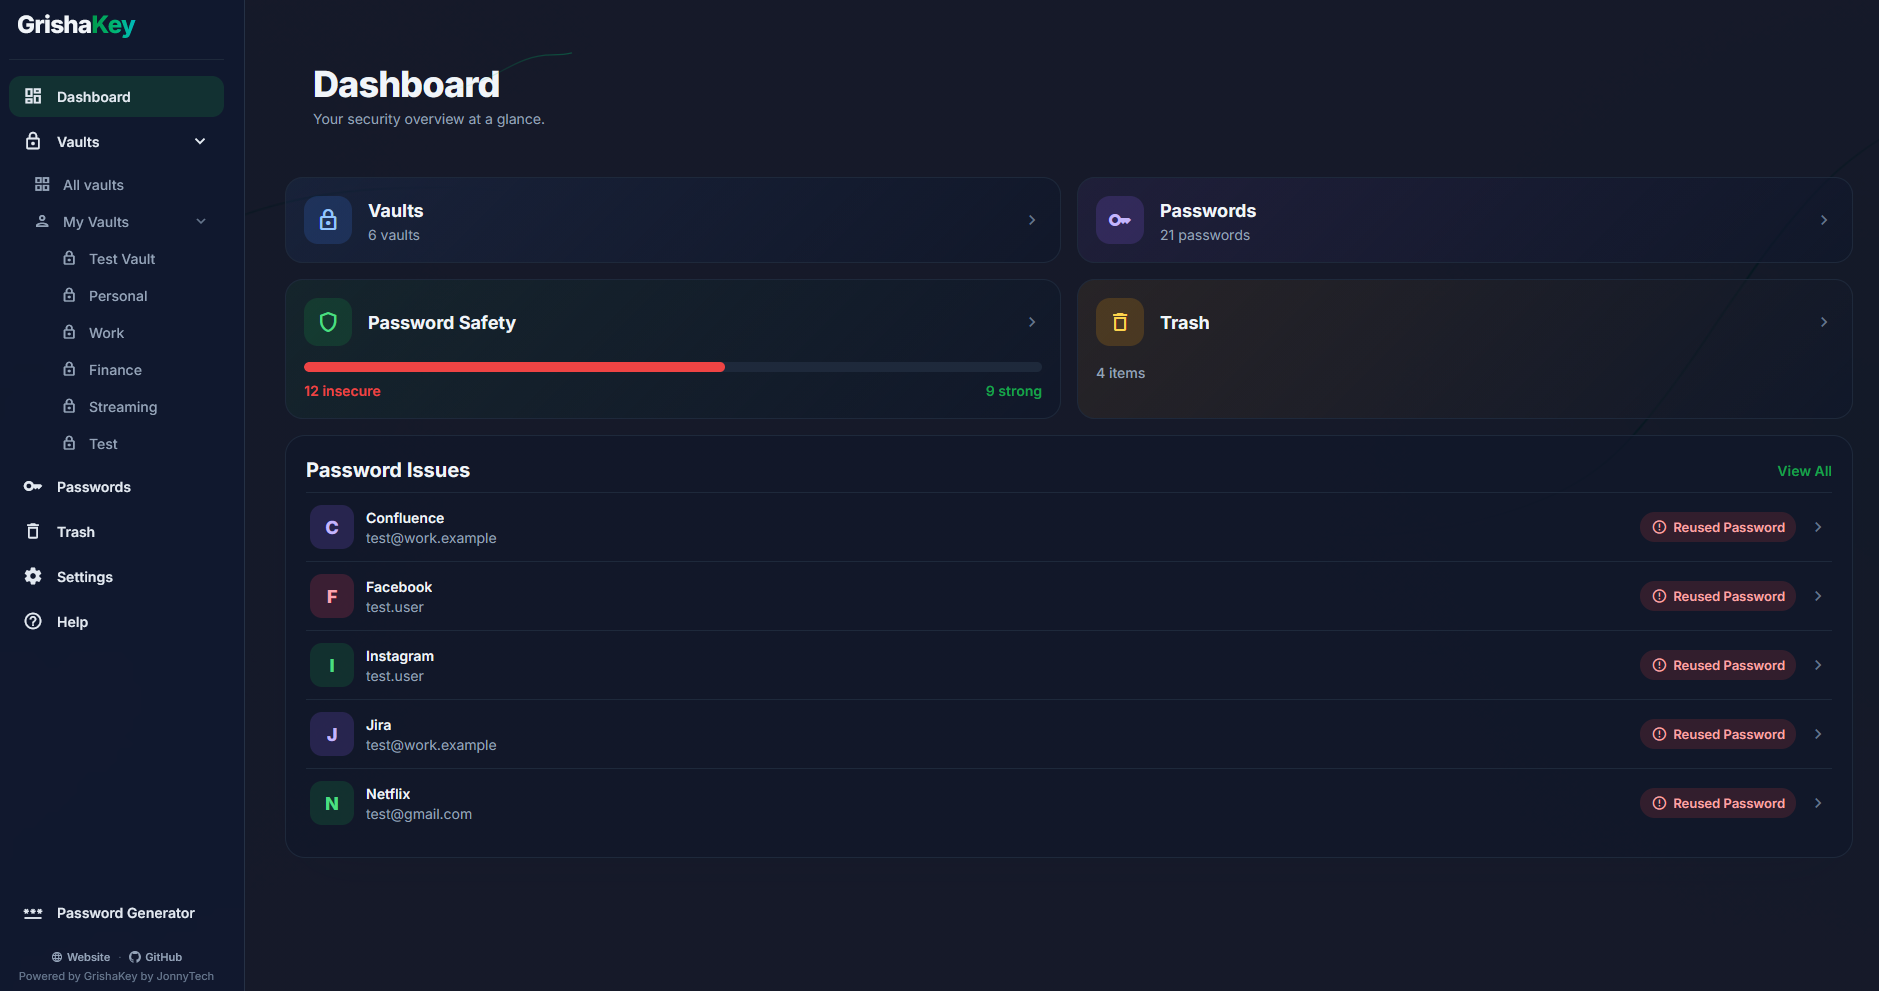 GrishaKey
Dashboard
Vaults
All vaults
My Vaults
Test Vault
Personal
Work
Finance
Streaming
Test
Passwords
Trash
Settings
Help
Password Generator
Website · GitHub
Powered by GrishaKey by JonnyTech
Dashboard
Your security overview at a glance.
Vaults
6 vaults
Passwords
21 passwords
Password Safety
12 insecure
9 strong
Trash
4 items
Password Issues
View All
C
Confluence
test@work.example
Reused Password
F
Facebook
test.user
Reused Password
I
Instagram
test.user
Reused Password
J
Jira
test@work.example
Reused Password
N
Netflix
test@gmail.com
Reused Password